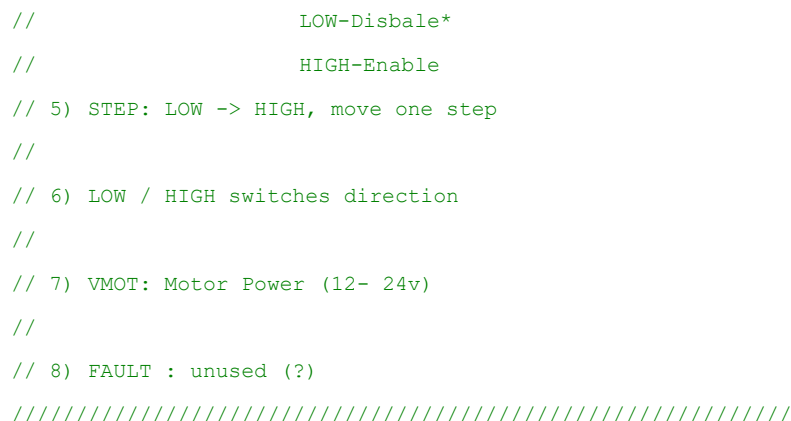 //                       LOW-Disbale*
//                       HIGH-Enable
// 5) STEP: LOW -> HIGH, move one step
//
// 6) LOW / HIGH switches direction
//
// 7) VMOT: Motor Power (12- 24v)
//
// 8) FAULT : unused (?)
/////////////////////////////////////////////////////////////